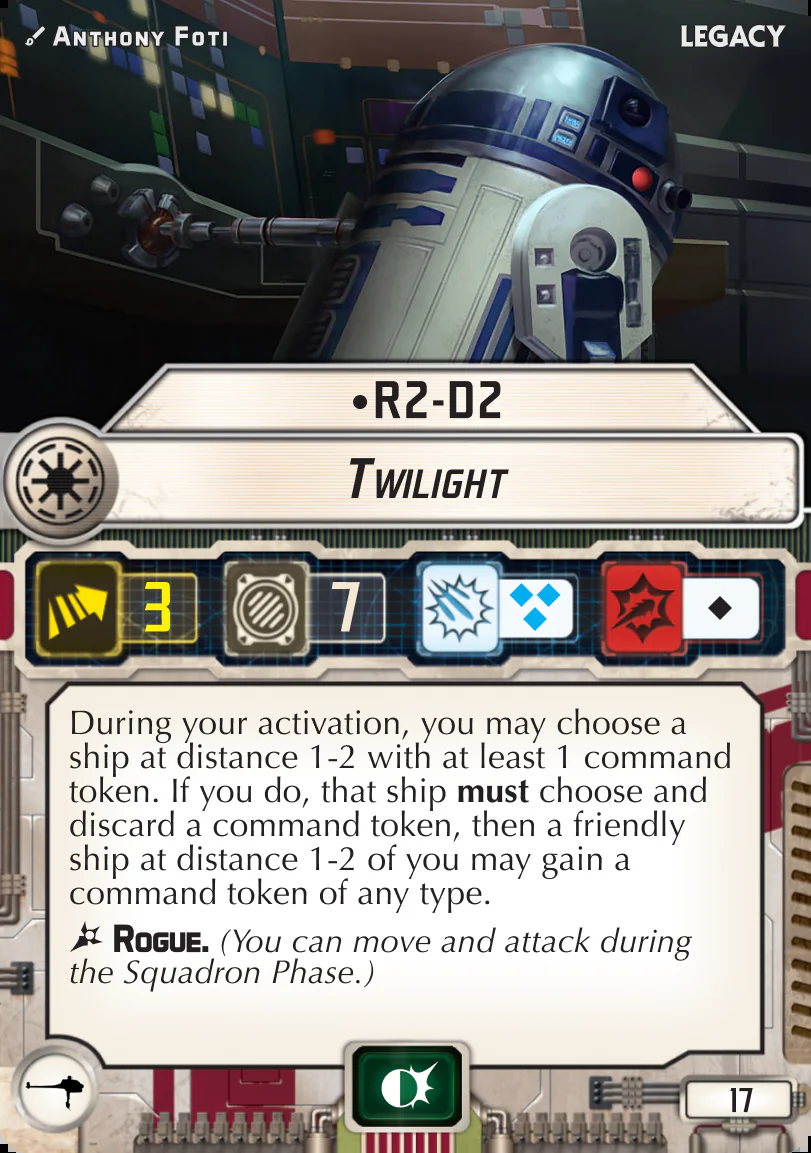 Anthony Foti
LEGACY
•R2-D2
Twilight
3
7
During your activation, you may choose a
ship at distance 1-2 with at least 1 command
token. If you do, that ship must choose and
discard a command token, then a friendly
ship at distance 1-2 of you may gain a
command token of any type.
Rogue. (You can move and attack during
the Squadron Phase.)
17